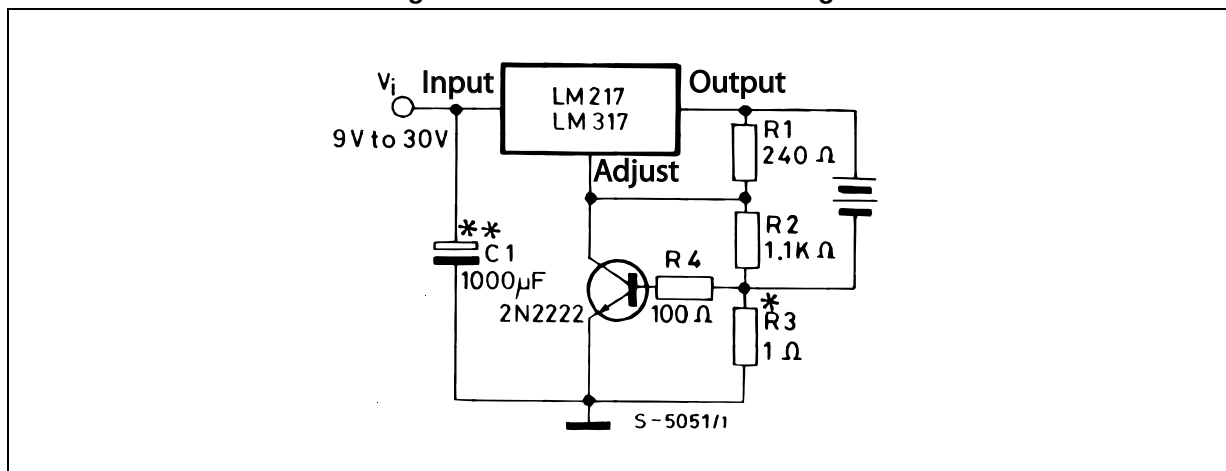 Vi
Input
Output
9V to 30V
LM217
LM317
Adjust
R1
240 Ω
R2
1.1K Ω
**
C1
1000μF
2N2222
R4
100 Ω
*
R3
1 Ω
S-5051/1